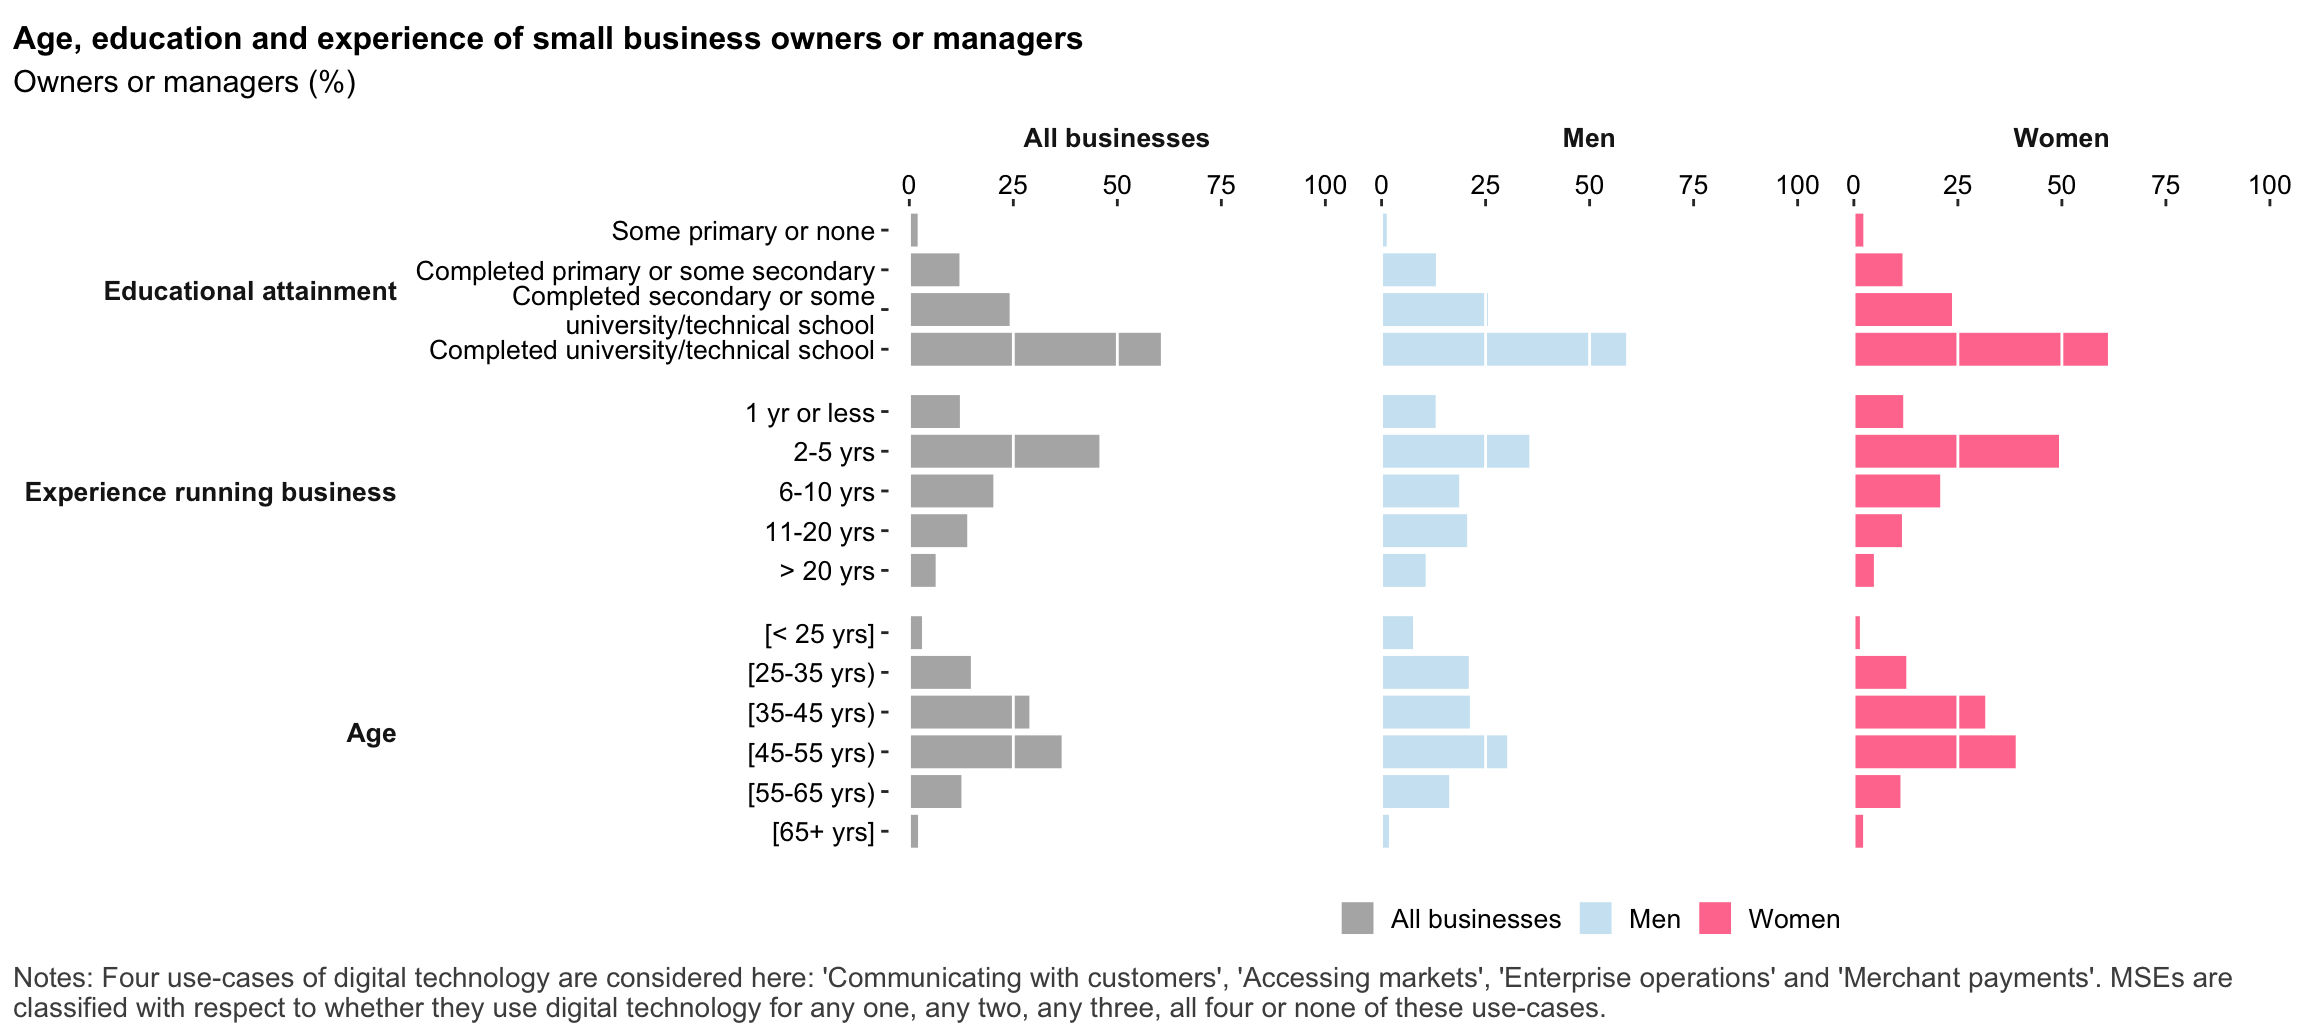 Age, education and experience of small business owners or managers
Owners or managers (%)
All businesses
Men
Women
0 25 50 75 100 0 25 50 75 100 0 25 50 75 100
Educational attainment
Some primary or none
Completed primary or some secondary
Completed secondary or some
university/technical school
Completed university/technical school
Experience running business
1 yr or less
2-5 yrs
6-10 yrs
11-20 yrs
> 20 yrs
Age
[< 25 yrs]
[25-35 yrs)
[35-45 yrs)
[45-55 yrs)
[55-65 yrs)
[65+ yrs]
All businesses Men Women
Notes: Four use-cases of digital technology are considered here: 'Communicating with customers', 'Accessing markets', 'Enterprise operations' and 'Merchant payments'. MSEs are
classified with respect to whether they use digital technology for any one, any two, any three, all four or none of these use-cases.